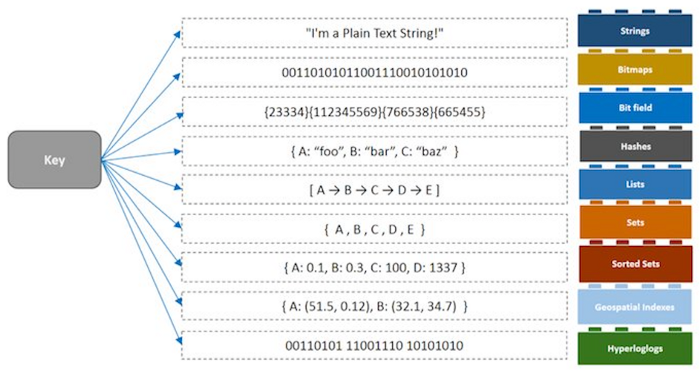 "I'm a Plain Text String!"
Strings
00110101011001110010101010
Bitmaps
{23334}{112345569}{766538}{665455}
Bit field
Key
{ A: “foo”, B: “bar”, C: “baz” }
Hashes
[ A → B → C → D → E ]
Lists
{ A , B , C , D , E }
Sets
{ A: 0.1, B: 0.3, C: 100, D: 1337 }
Sorted Sets
{ A: (51.5, 0.12), B: (32.1, 34.7) }
Geospatial Indexes
00110101 11001110 10101010
Hyperloglogs